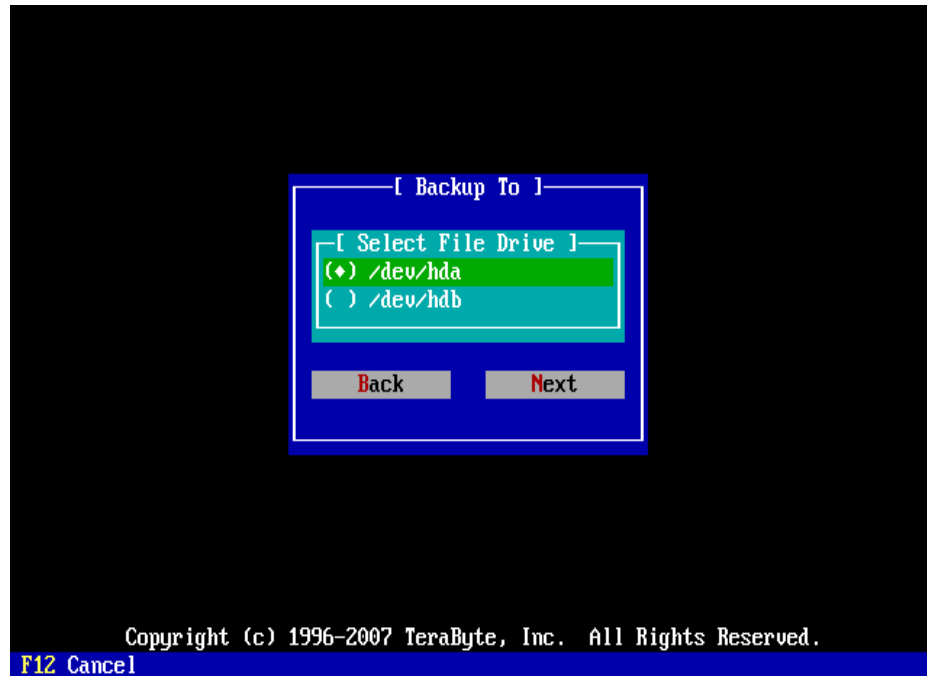 [ Backup To ]
[ Select File Drive ]
(♦) /dev/hda
( ) /dev/hdb
Back Next
Copyright (c) 1996-2007 TeraByte, Inc. All Rights Reserved.
F12 Cancel